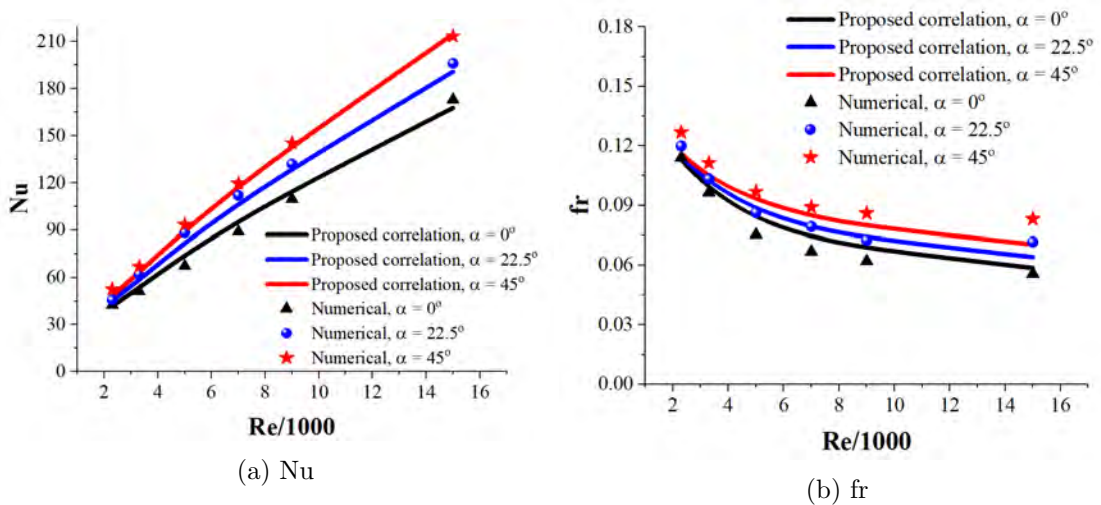 210
180
150
120
90
60
30
0
Nu
Proposed correlation, α = 0°
Proposed correlation, α = 22.5°
Proposed correlation, α = 45°
Numerical, α = 0°
Numerical, α = 22.5°
Numerical, α = 45°
2 4 6 8 10 12 14 16
Re/1000
(a) Nu
0.18
0.15
0.12
0.09
0.06
0.03
0.00
fr
Proposed correlation, α = 0°
Proposed correlation, α = 22.5°
Proposed correlation, α = 45°
Numerical, α = 0°
Numerical, α = 22.5°
Numerical, α = 45°
2 4 6 8 10 12 14 16
Re/1000
(b) fr